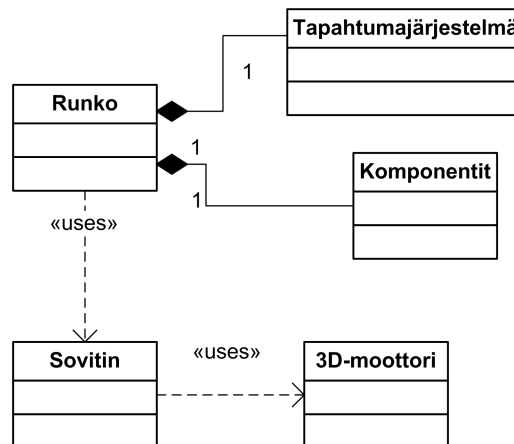 Tapahtumajärjestelmä
1
Runko
1
Komponentit
1
«uses»
Sovitin
«uses»
3D-moottori